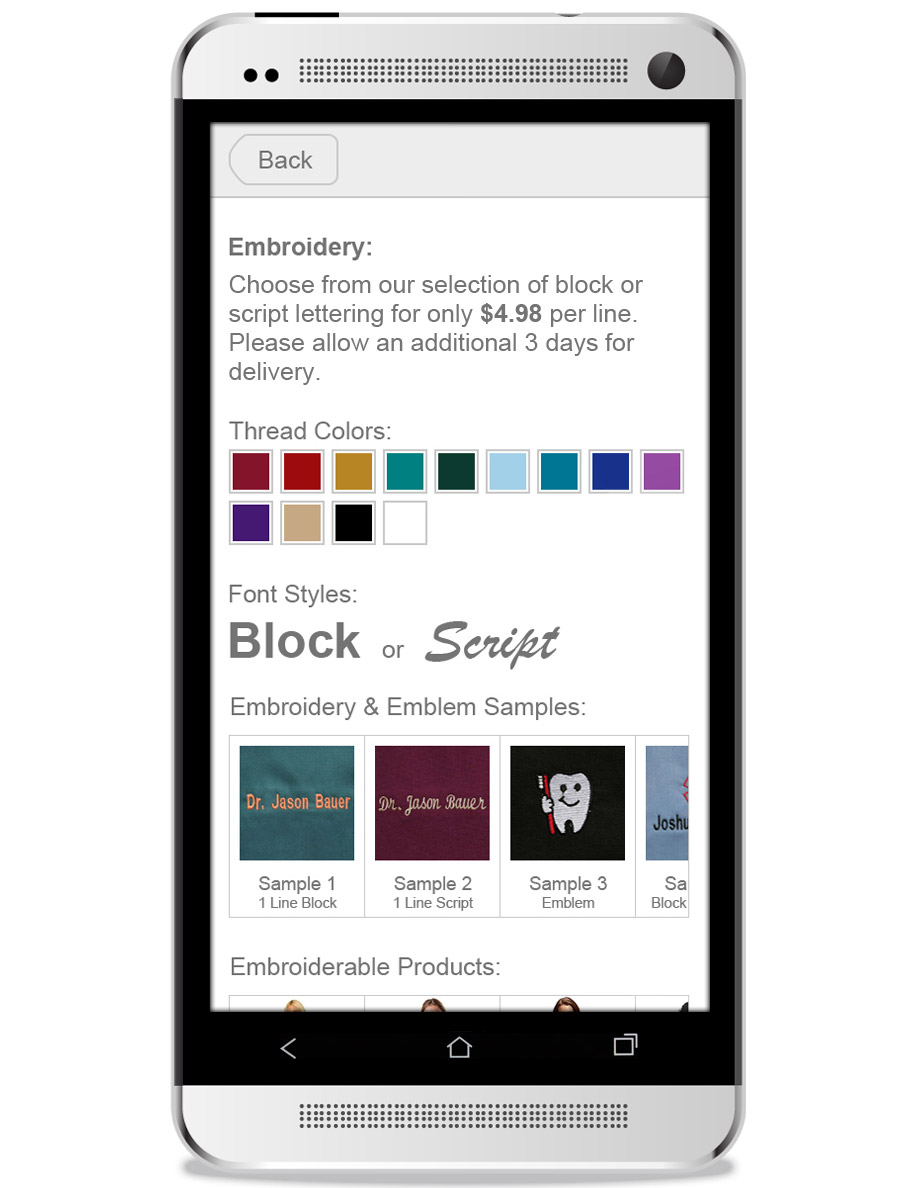 Back
Embroidery:
Choose from our selection of block or
script lettering for only $4.98 per line.
Please allow an additional 3 days for
delivery.
Thread Colors:
Font Styles:
Block or Script
Embroidery & Emblem Samples:
Dr. Jason Bauer
Dr. Jason Bauer
Joshu
Sample 1
1 Line Block
Sample 2
1 Line Script
Sample 3
Emblem
Sa
Block
Embroiderable Products: